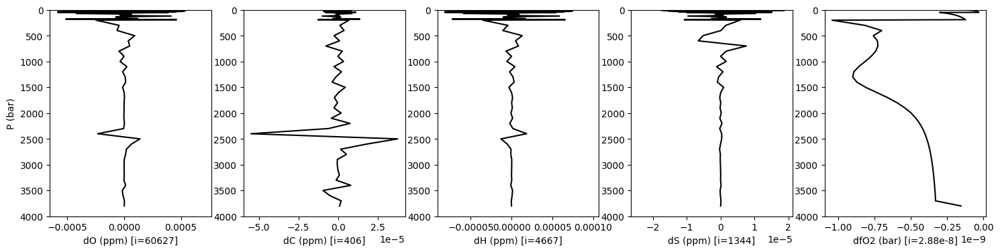 0 0 0 0 0
500 500 500 500 500
1000 1000 1000 1000 1000
1500 1500 1500 1500 1500
P (bar)
2000 2000 2000 2000 2000
2500 2500 2500 2500 2500
3000 3000 3000 3000 3000
3500 3500 3500 3500 3500
4000 4000 4000 4000 4000
−0.0005 0.0000 0.0005 −5.0 −2.5 0.0 2.5 −0.00005 0.00000 0.00005 0.00010 −2 −1 0 1 −1.00 −0.75 −0.50 −0.25 0.00
dO (ppm) [i=60627] dC (ppm) [i=406] 1e-5 dH (ppm) [i=4667] dS (ppm) [i=1344] 1e-5 dfO2 (bar) [i=2.88e-8] 1e-9